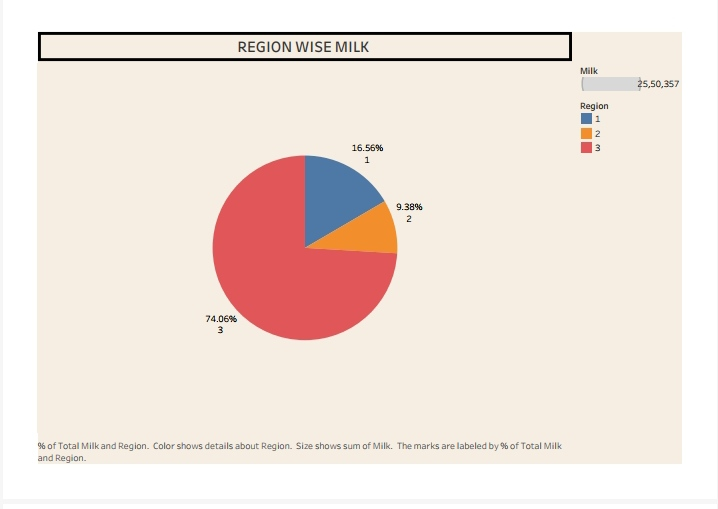 REGION WISE MILK
Milk
25,50,357
Region
1
2
3
16.56%
1
9.38%
2
74.06%
3
% of Total Milk and Region. Color shows details about Region. Size shows sum of Milk. The marks are labeled by % of Total Milk
and Region.